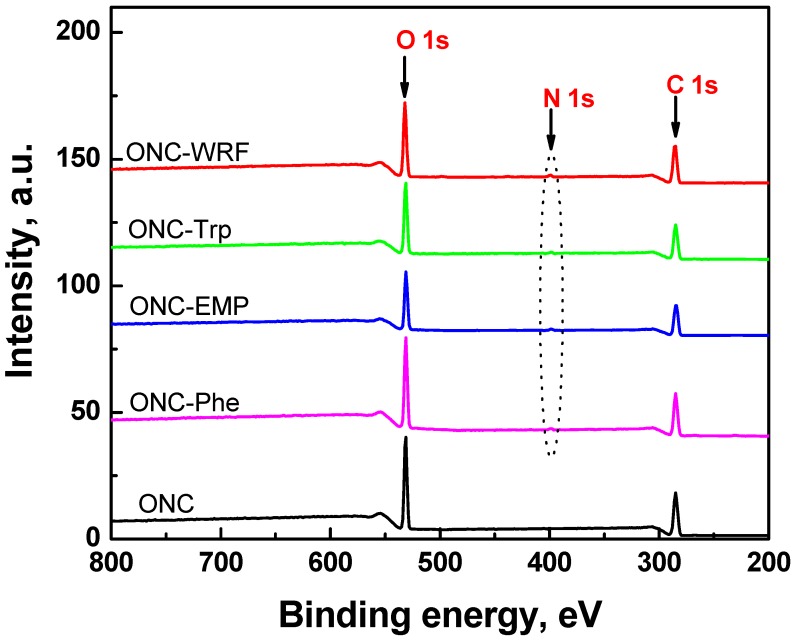 200
O 1s
C 1s
N 1s
ONC-WRF
150
ONC-Trp
100
ONC-EMP
ONC-Phe
50
ONC
0
800 700 600 500 400 300 200
Binding energy, eV
Intensity, a.u.